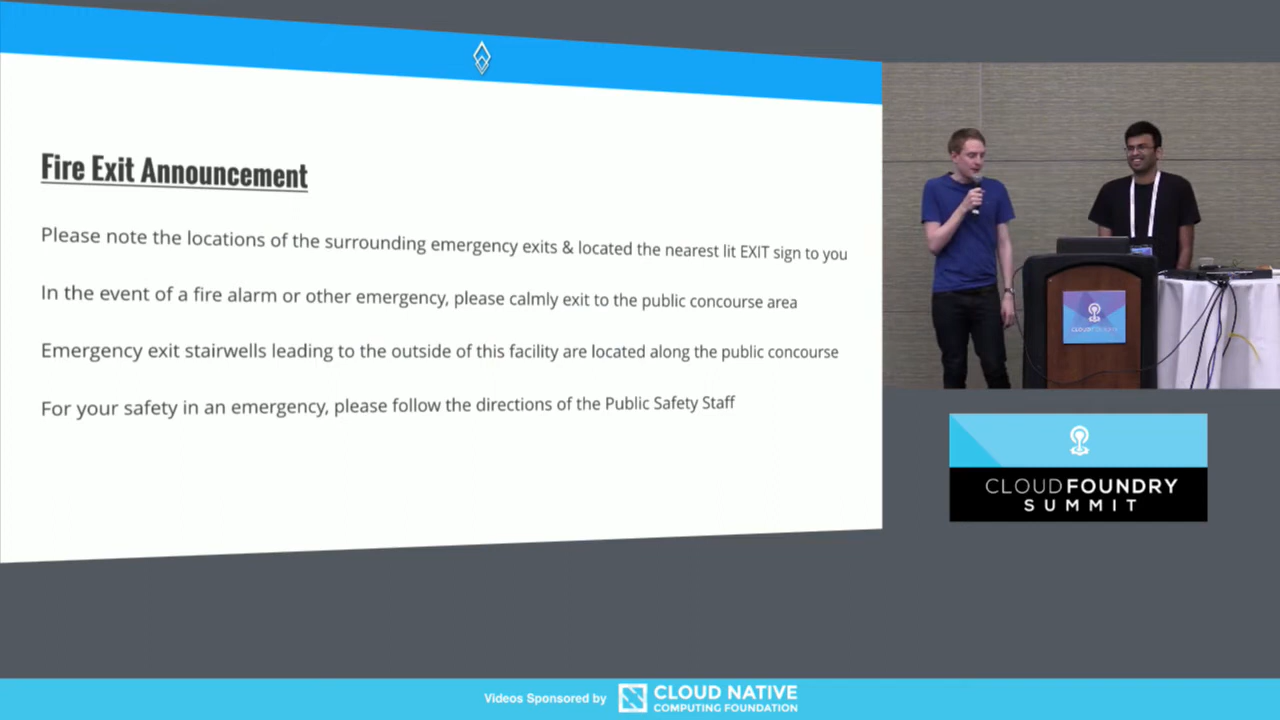 Fire Exit Announcement
Please note the locations of the surrounding emergency exits & located the nearest lit EXIT sign to you
In the event of a fire alarm or other emergency, please calmly exit to the public concourse area
Emergency exit stairwells leading to the outside of this facility are located along the public concourse
For your safety in an emergency, please follow the directions of the Public Safety Staff
CLOUD FOUNDRY
CLOUDFOUNDRY
SUMMIT
Videos Sponsored by
CLOUD NATIVE
COMPUTING FOUNDATION